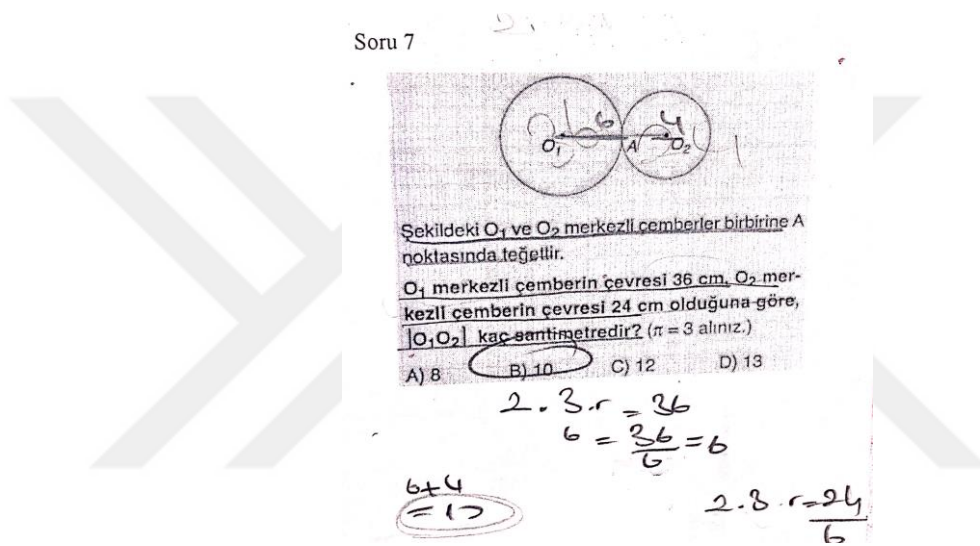 Soru 7
6 4
O₁ A O₂
Şekildeki O₁ ve O₂ merkezli çemberler birbirine A
noktasında teğettir.
O₁ merkezli çemberin çevresi 36 cm, O₂ mer-
kezli çemberin çevresi 24 cm olduğuna göre,
|O₁O₂| kaç santimetredir? (π = 3 alınız.)
A) 8 B) 10 C) 12 D) 13
2 . 3 . r = 36
6 = 36/6 = 6
6+4
= 10
2 . 3 . r = 24/6